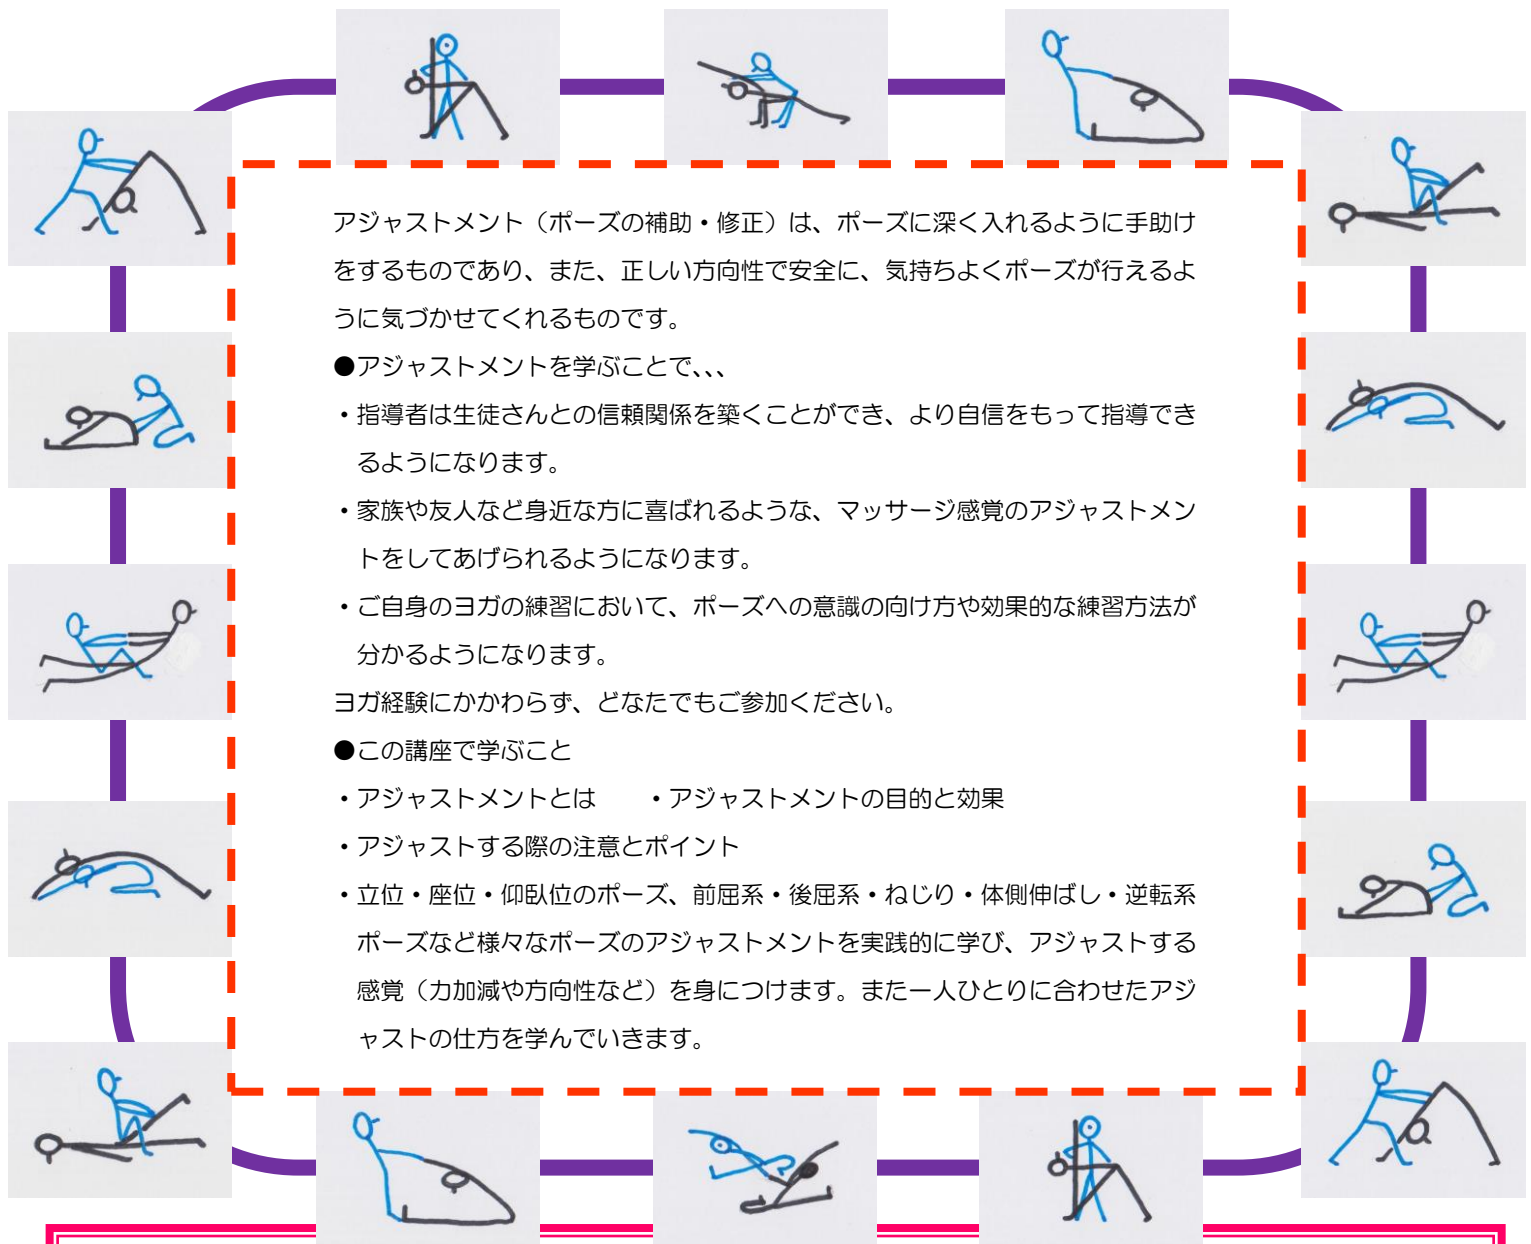 アジャストメント（ポーズの補助・修正）は、ポーズに深く入れるように手助け
をするものであり、また、正しい方向性で安全に、気持ちよくポーズが行えるよ
うに気づかせてくれるものです。
●アジャストメントを学ぶことで、、、
・指導者は生徒さんとの信頼関係を築くことができ、より自信をもって指導でき
るようになります。
・家族や友人など身近な方に喜ばれるような、マッサージ感覚のアジャストメン
トをしてあげられるようになります。
・ご自身のヨガの練習において、ポーズへの意識の向け方や効果的な練習方法が
分かるようになります。
ヨガ経験にかかわらず、どなたでもご参加ください。
●この講座で学ぶこと
・アジャストメントとは　　・アジャストメントの目的と効果
・アジャストする際の注意とポイント
・立位・座位・仰臥位のポーズ、前屈系・後屈系・ねじり・体側伸ばし・逆転系
ポーズなど様々なポーズのアジャストメントを実践的に学び、アジャストする
感覚（力加減や方向性など）を身につけます。また一人ひとりに合わせたアジ
ャストの仕方を学んでいきます。